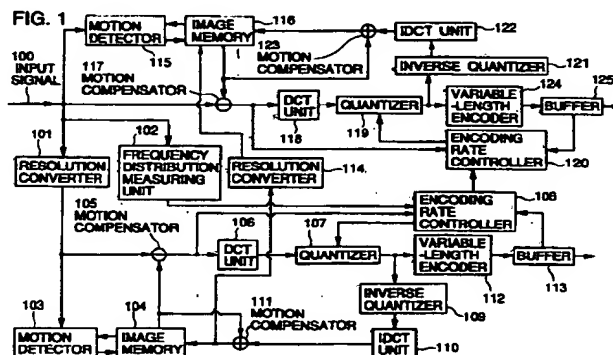 FIG. 1
MOTION
DETECTOR
115
IMAGE
MEMORY
116
123
MOTION
COMPENSATOR
IDCT UNIT
122
INVERSE QUANTIZER
121
100
INPUT
SIGNAL
117
MOTION
COMPENSATOR
DCT
UNIT
118
QUANTIZER
119
124
VARIABLE
-LENGTH
ENCODER
125
BUFFER
101
RESOLUTION
CONVERTER
102
FREQUENCY
DISTRIBUTION
MEASURING
UNIT
RESOLUTION
CONVERTER
114
ENCODING
RATE
CONTROLLER
120
105
MOTION
COMPENSATOR
106
DCT
UNIT
107
QUANTIZER
ENCODING
RATE
CONTROLLER
108
VARIABLE
-LENGTH
ENCODER
112
BUFFER
113
INVERSE
QUANTIZER
109
MOTION
DETECTOR
103
IMAGE
MEMORY
104
111
MOTION
COMPENSATOR
IDCT
UNIT
110